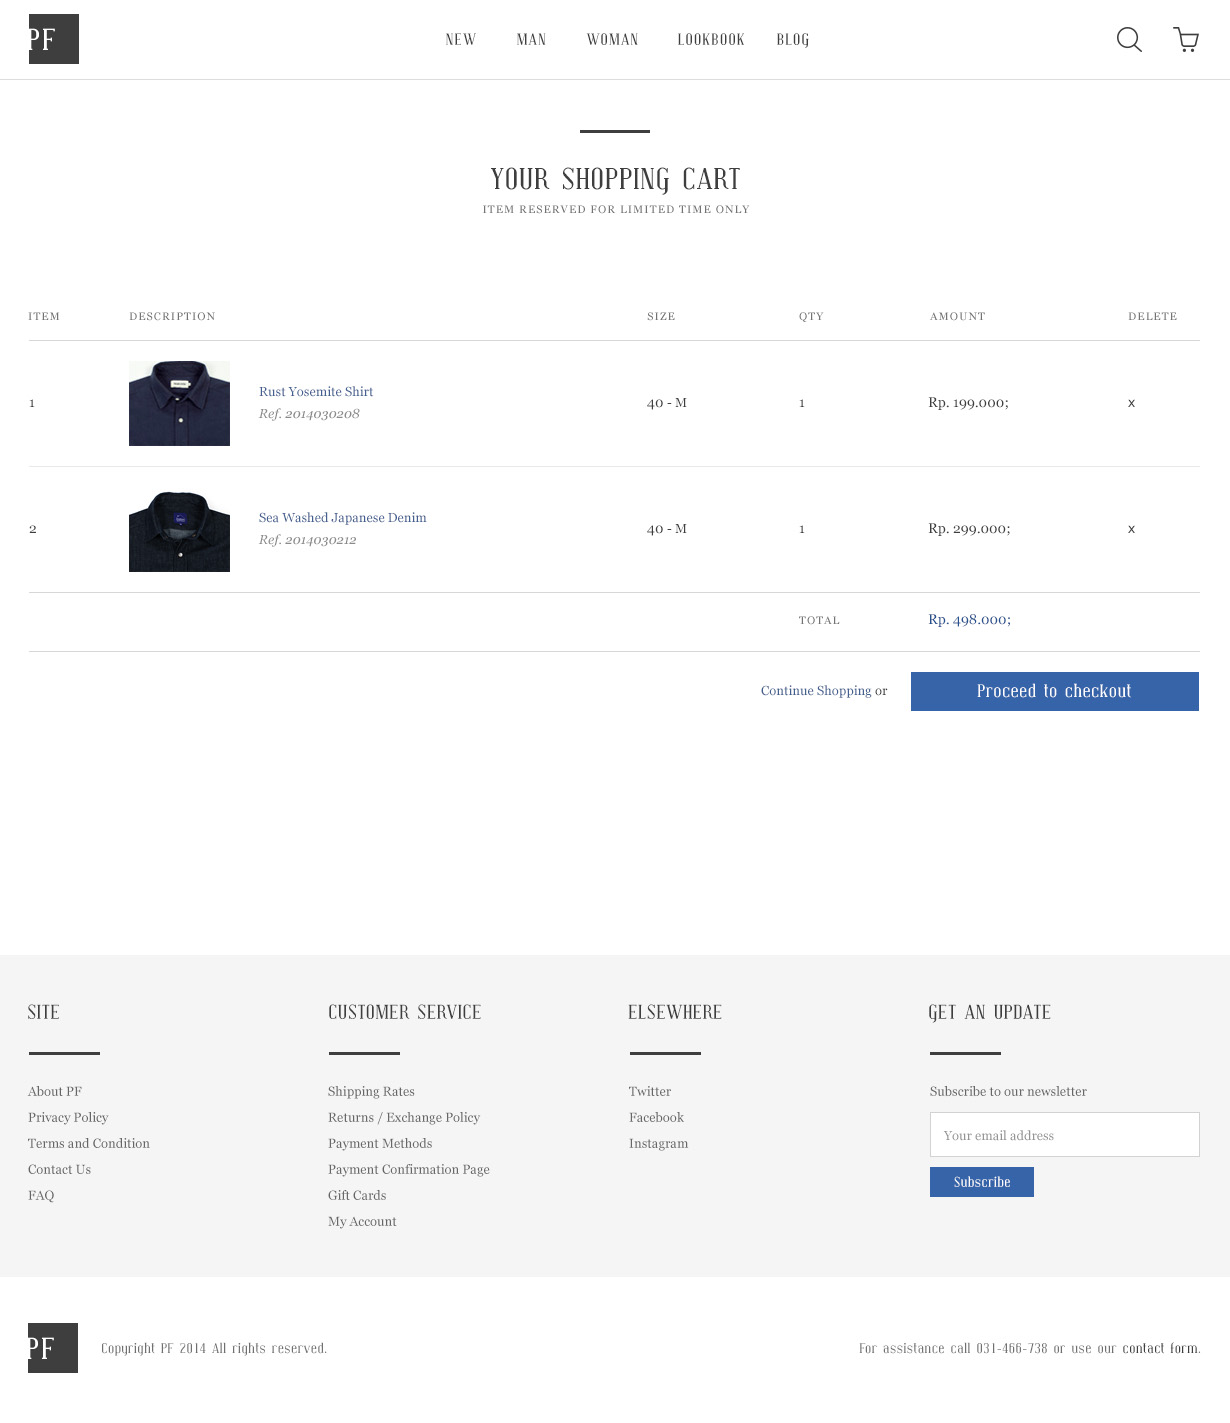 PF
NEW MAN WOMAN LOOKBOOK BLOG
YOUR SHOPPING CART
ITEM RESERVED FOR LIMITED TIME ONLY
ITEM DESCRIPTION SIZE QTY AMOUNT DELETE
1 Rust Yosemite Shirt 40 - M 1 Rp. 199.000; x
Ref. 2014030208
2 Sea Washed Japanese Denim 40 - M 1 Rp. 299.000; x
Ref. 2014030212
TOTAL Rp. 498.000;
Continue Shopping or Proceed to checkout
SITE
About PF
Privacy Policy
Terms and Condition
Contact Us
FAQ
CUSTOMER SERVICE
Shipping Rates
Returns / Exchange Policy
Payment Methods
Payment Confirmation Page
Gift Cards
My Account
ELSEWHERE
Twitter
Facebook
Instagram
GET AN UPDATE
Subscribe to our newsletter
Your email address
Subscribe
PF
Copyright PF 2014 All rights reserved.
For assistance call 031-466-738 or use our contact form.